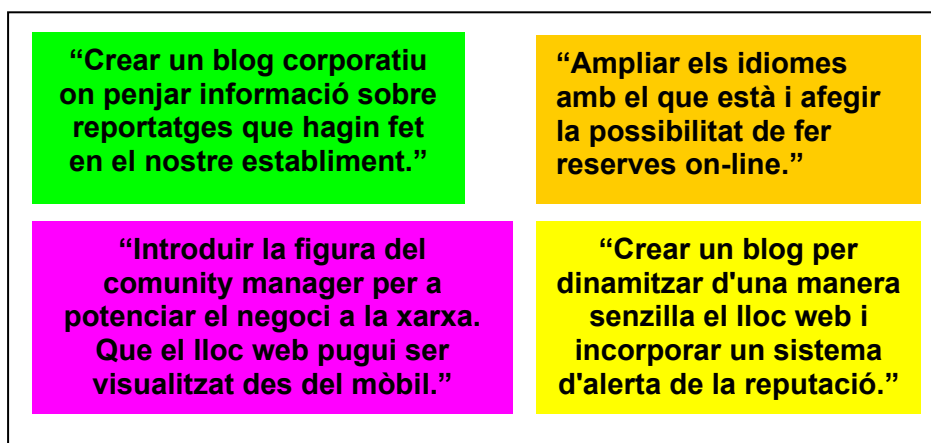 “Crear un blog corporatiu
on penjar informació sobre
reportatges que hagin fet
en el nostre establiment.”
“Ampliar els idiomes
amb el que està i afegir
la possibilitat de fer
reserves on-line.”
“Introduir la figura del
comunity manager per a
potenciar el negoci a la xarxa.
Que el lloc web pugui ser
visualitzat des del mòbil.”
“Crear un blog per
dinamitzar d'una manera
senzilla el lloc web i
incorporar un sistema
d'alerta de la reputació.”